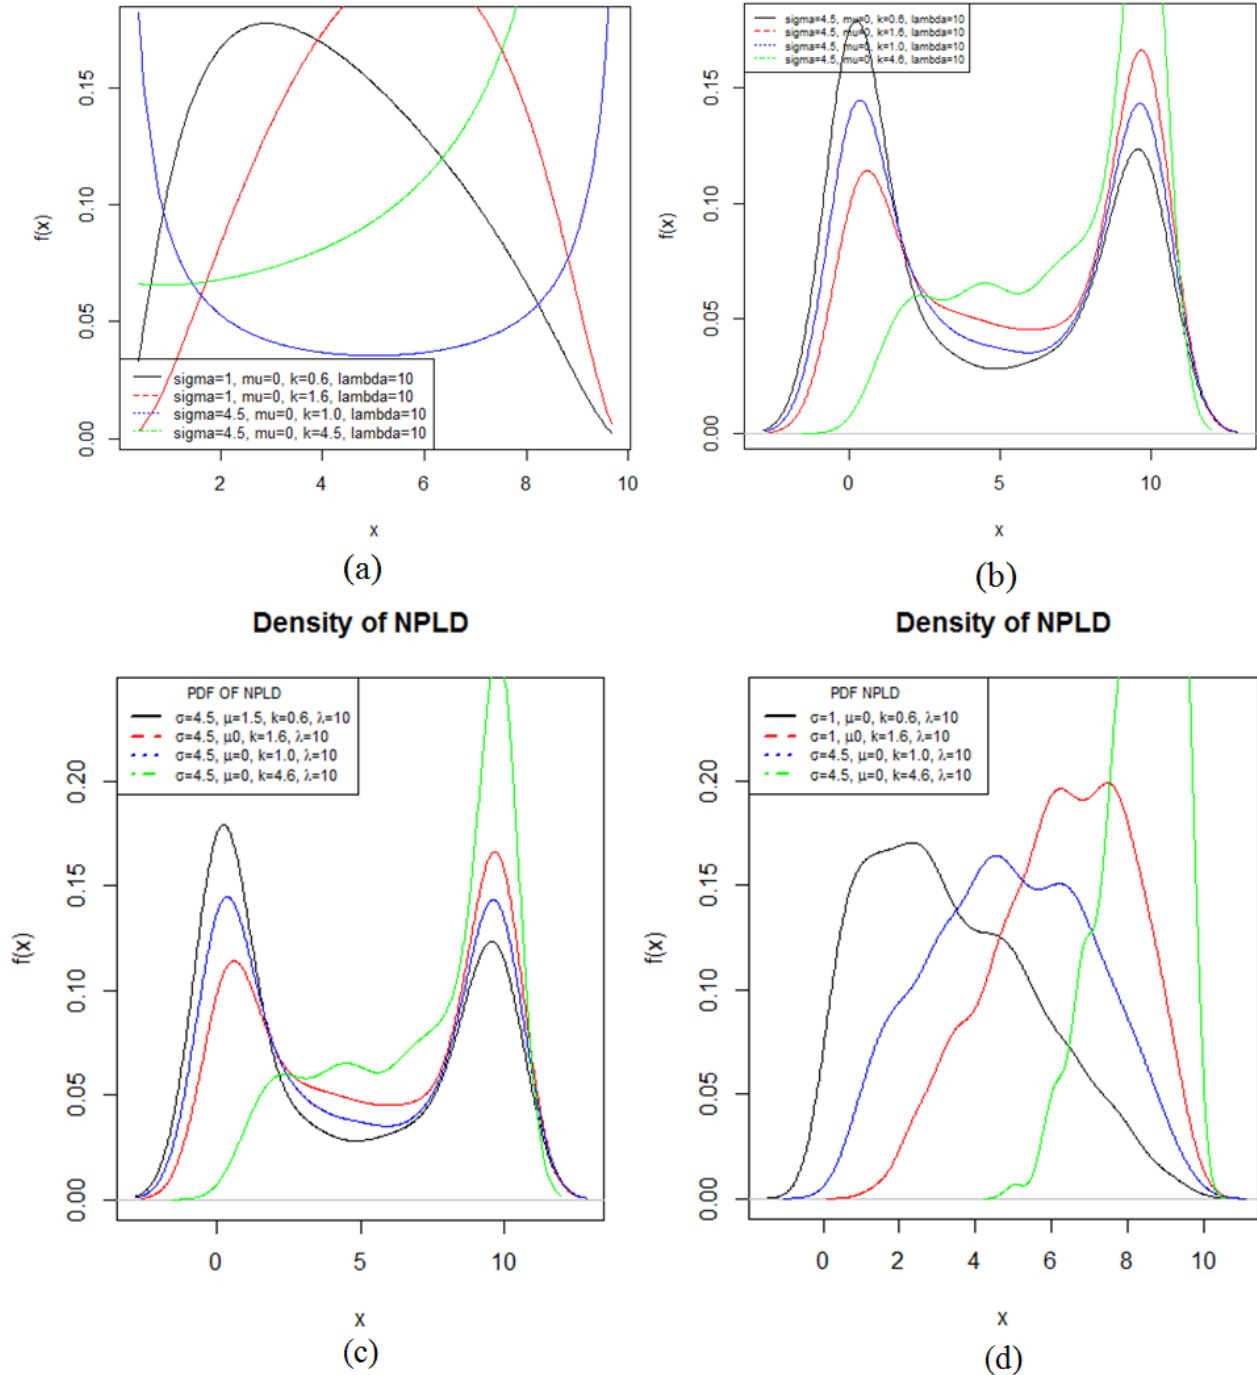 f(x)
0.15
0.10
0.05
0.00
sigma=1, mu=0, k=0.6, lambda=10
sigma=1, mu=0, k=1.6, lambda=10
sigma=4.5, mu=0, k=1.0, lambda=10
sigma=4.5, mu=0, k=4.5, lambda=10
2 4 6 8 10
x
(a)
sigma=4.5, mu=0, k=0.6, lambda=10
sigma=4.5, mu=0, k=1.6, lambda=10
sigma=4.5, mu=0, k=1.0, lambda=10
sigma=4.5, mu=0, k=4.6, lambda=10
f(x)
0.15
0.10
0.05
0.00
0 5 10
x
(b)
Density of NPLD
PDF OF NPLD
σ=4.5, μ=1.5, k=0.6, λ=10
σ=4.5, μ0, k=1.6, λ=10
σ=4.5, μ=0, k=1.0, λ=10
σ=4.5, μ=0, k=4.6, λ=10
f(x)
0.20
0.15
0.10
0.05
0.00
0 5 10
x
(c)
Density of NPLD
PDF NPLD
σ=1, μ=0, k=0.6, λ=10
σ=1, μ0, k=1.6, λ=10
σ=4.5, μ=0, k=1.0, λ=10
σ=4.5, μ=0, k=4.6, λ=10
f(x)
0.20
0.15
0.10
0.05
0.00
0 2 4 6 8 10
x
(d)